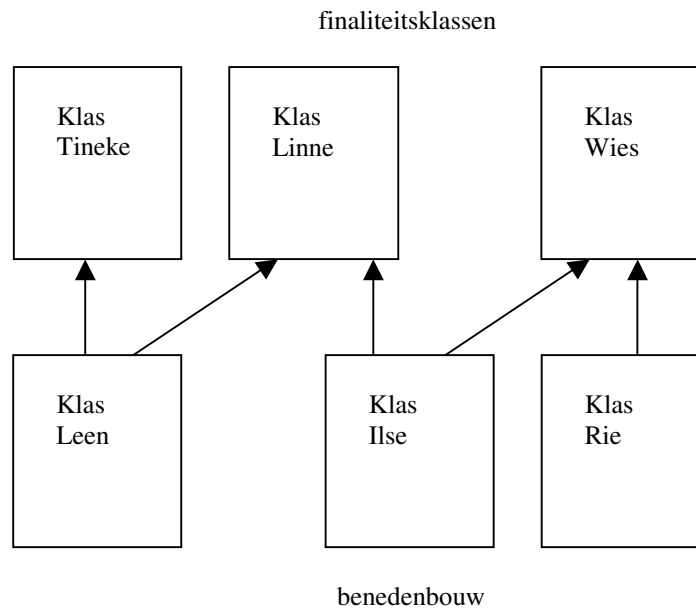 finaliteitsklassen
Klas
Tineke
Klas
Linne
Klas
Wies
Klas
Leen
Klas
Ilse
Klas
Rie
benedenbouw